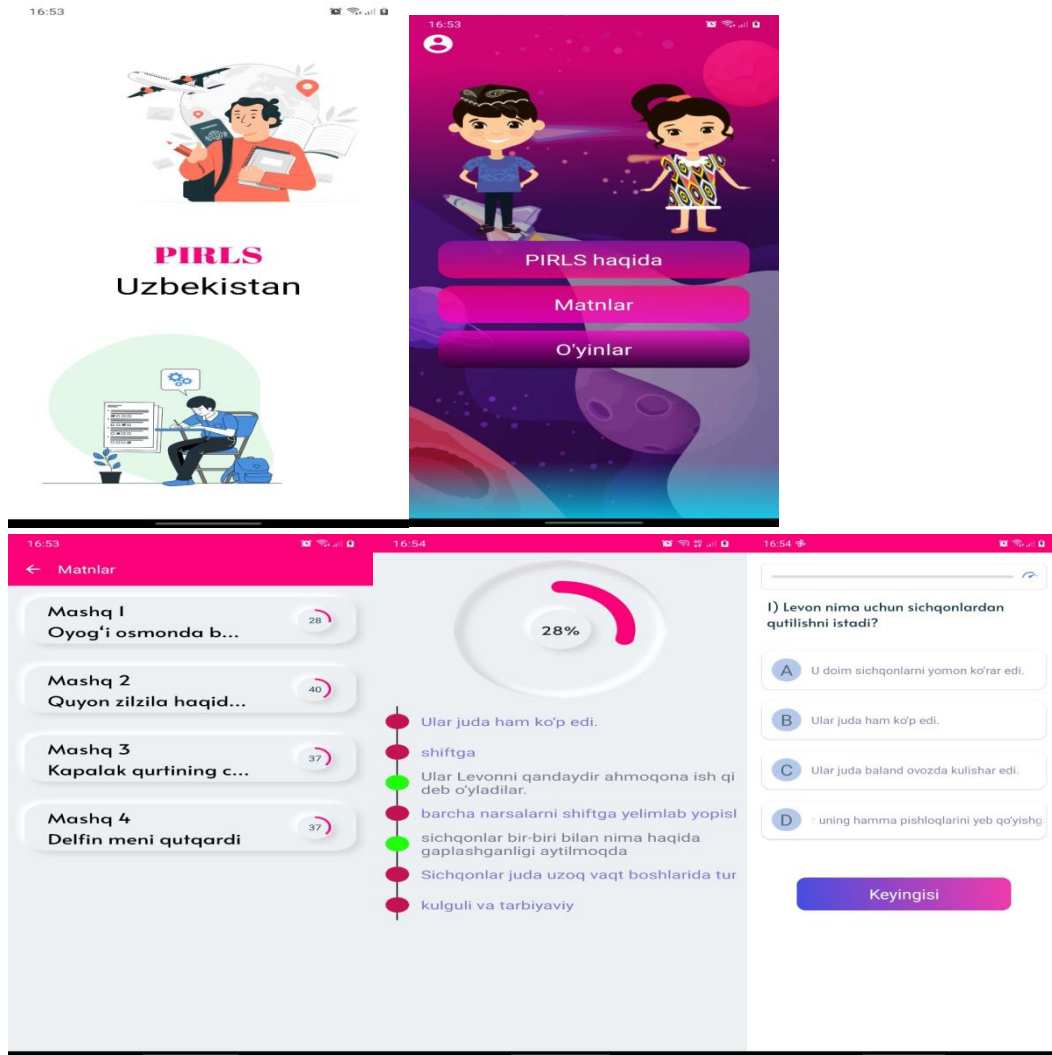 16:53
PIRLS
Uzbekistan
16:53
PIRLS haqida
Matnlar
O'yinlar
16:53
← Matnlar
Mashq 1
Oyog'i osmonda b...
28
Mashq 2
Quyon zilzila haqid...
40
Mashq 3
Kapalak qurtining c...
37
Mashq 4
Delfin meni qutqardi
37
16:54
28%
Ular juda ham ko'p edi.
shiftga
Ular Levonni qandaydir ahmoqona ish qi
deb o'yladilar.
barcha narsalarni shiftga yelimlab yopisl
sichqonlar bir-biri bilan nima haqida
gaplashganligi aytilmoqda
Sichqonlar juda uzoq vaqt boshlarida tur
kulguli va tarbiyaviy
16:54
1) Levon nima uchun sichqonlardan
qutilishni istadi?
A U doim sichqonlarni yomon ko'rar edi.
B Ular juda ham ko'p edi.
C Ular juda baland ovozda kulishar edi.
D uning hamma pishloqlarini yeb qo'yishg
Keyingisi